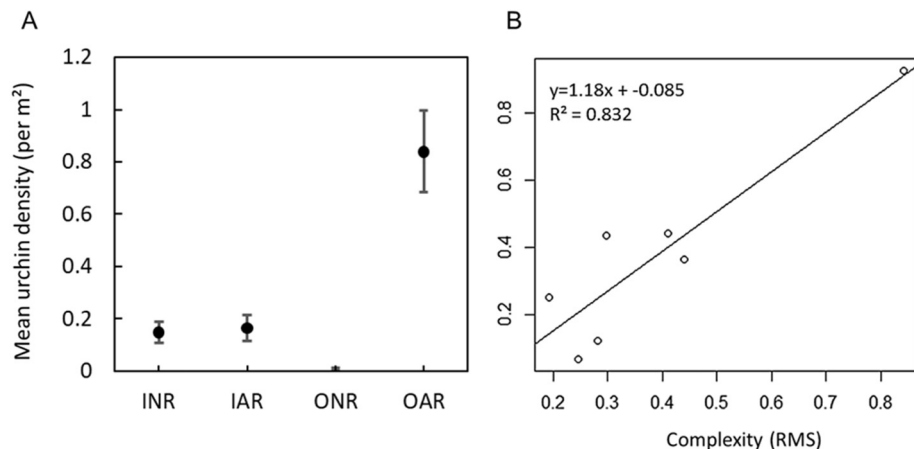 A
Mean urchin density (per m²)
1.2
1
0.8
0.6
0.4
0.2
0
INR IAR ONR OAR
B
y=1.18x + -0.085
R² = 0.832
0.8
0.6
0.4
0.2
0.2 0.3 0.4 0.5 0.6 0.7 0.8
Complexity (RMS)